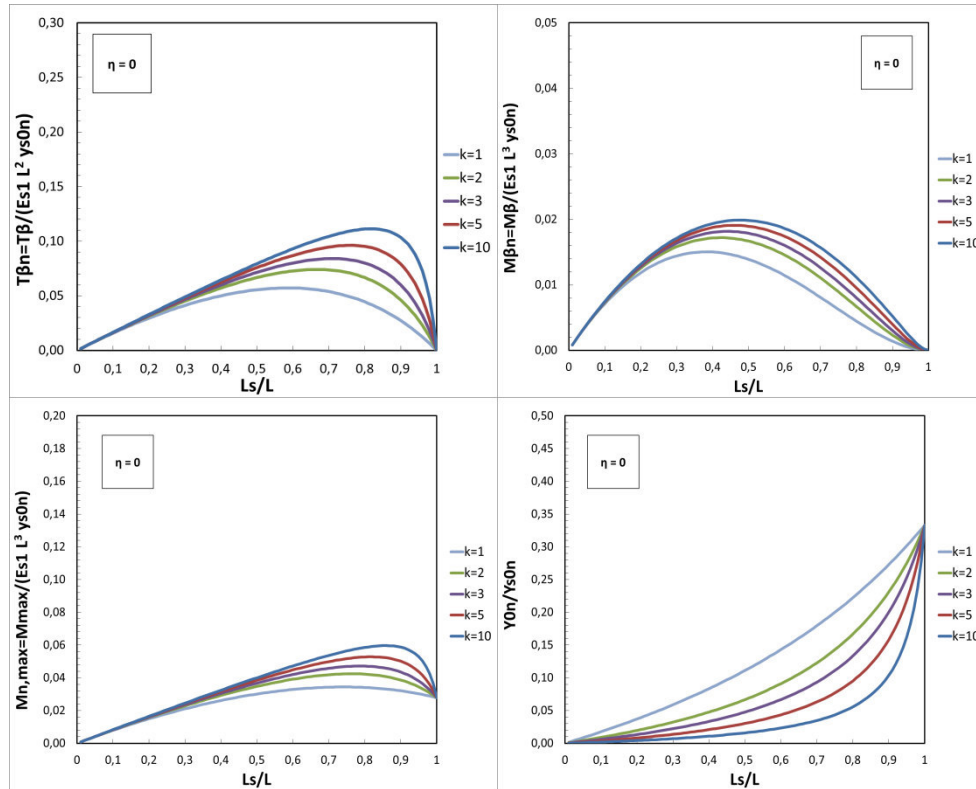 Tβn=Tβ/(Es1 L² ys0n)
0,30
0,25
0,20
0,15
0,10
0,05
0,00
η = 0
k=1
k=2
k=3
k=5
k=10
0 0,1 0,2 0,3 0,4 0,5 0,6 0,7 0,8 0,9 1
Ls/L
Mβn=Mβ/(Es1 L³ ys0n)
0,05
0,04
0,03
0,02
0,01
0,00
η = 0
k=1
k=2
k=3
k=5
k=10
0 0,1 0,2 0,3 0,4 0,5 0,6 0,7 0,8 0,9 1
Ls/L
Mn,max=Mmax/(Es1 L³ ys0n)
0,20
0,18
0,16
0,14
0,12
0,10
0,08
0,06
0,04
0,02
0,00
η = 0
k=1
k=2
k=3
k=5
k=10
0 0,1 0,2 0,3 0,4 0,5 0,6 0,7 0,8 0,9 1
Ls/L
Y0n/Ys0n
0,50
0,45
0,40
0,35
0,30
0,25
0,20
0,15
0,10
0,05
0,00
η = 0
k=1
k=2
k=3
k=5
k=10
0 0,1 0,2 0,3 0,4 0,5 0,6 0,7 0,8 0,9 1
Ls/L